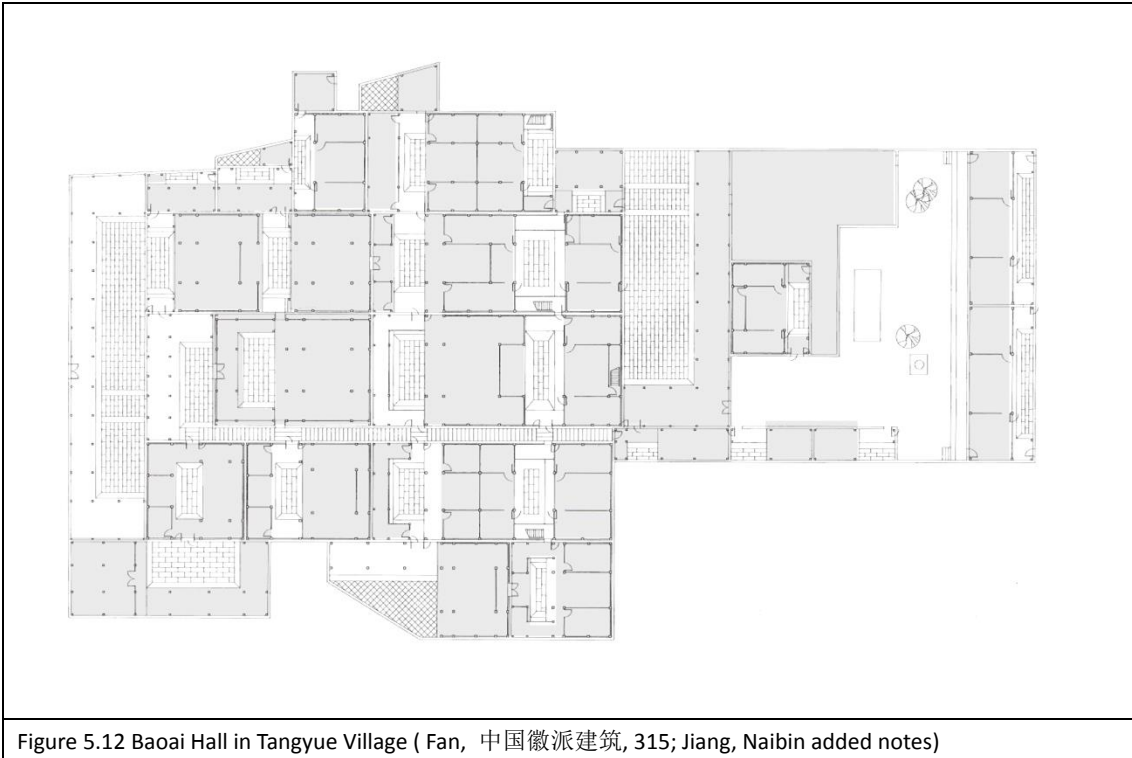 Figure 5.12 Baoai Hall in Tangyue Village ( Fan, 中国徽派建筑, 315; Jiang, Naibin added notes)